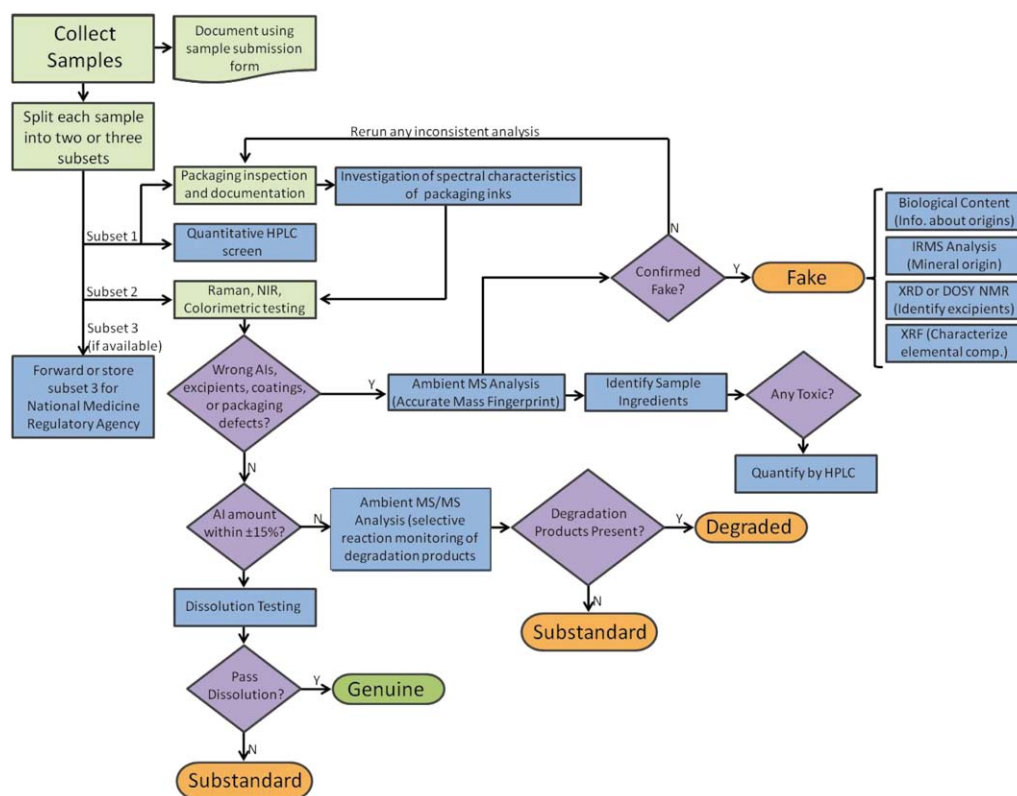 Collect
Samples
Document using
sample submission
form
Split each sample
into two or three
subsets
Rerun any inconsistent analysis
Packaging inspection
and documentation
Investigation of spectral characteristics
of packaging inks
Subset 1
Quantitative HPLC
screen
Subset 2
Raman, NIR,
Colorimetric testing
Subset 3
(if available)
Forward or store
subset 3 for
National Medicine
Regulatory Agency
N
Confirmed
Fake?
Y
Fake
Biological Content
(Info. about origins)
IRMS Analysis
(Mineral origin)
XRD or DOSY NMR
(Identify excipients)
XRF (Characterize
elemental comp.)
Wrong AIs,
excipients, coatings,
or packaging
defects?
Y
Ambient MS Analysis
(Accurate Mass Fingerprint)
Identify Sample
Ingredients
Any Toxic?
Quantify by HPLC
N
AI amount
within ±15%?
N
Ambient MS/MS
Analysis (selective
reaction monitoring of
degradation products
Degradation
Products Present?
Y
Degraded
N
Substandard
Dissolution Testing
Pass
Dissolution?
Y
Genuine
N
Substandard